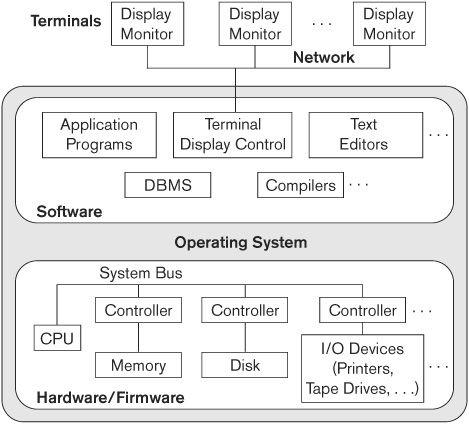 Terminals
Display Monitor
Display Monitor
. . .
Display Monitor
Network
Application Programs
Terminal Display Control
Text Editors
. . .
DBMS
Compilers
. . .
Software
Operating System
System Bus
Controller
Controller
Controller
. . .
CPU
Memory
Disk
I/O Devices
(Printers,
Tape Drives, . . .)
. . .
Hardware/Firmware